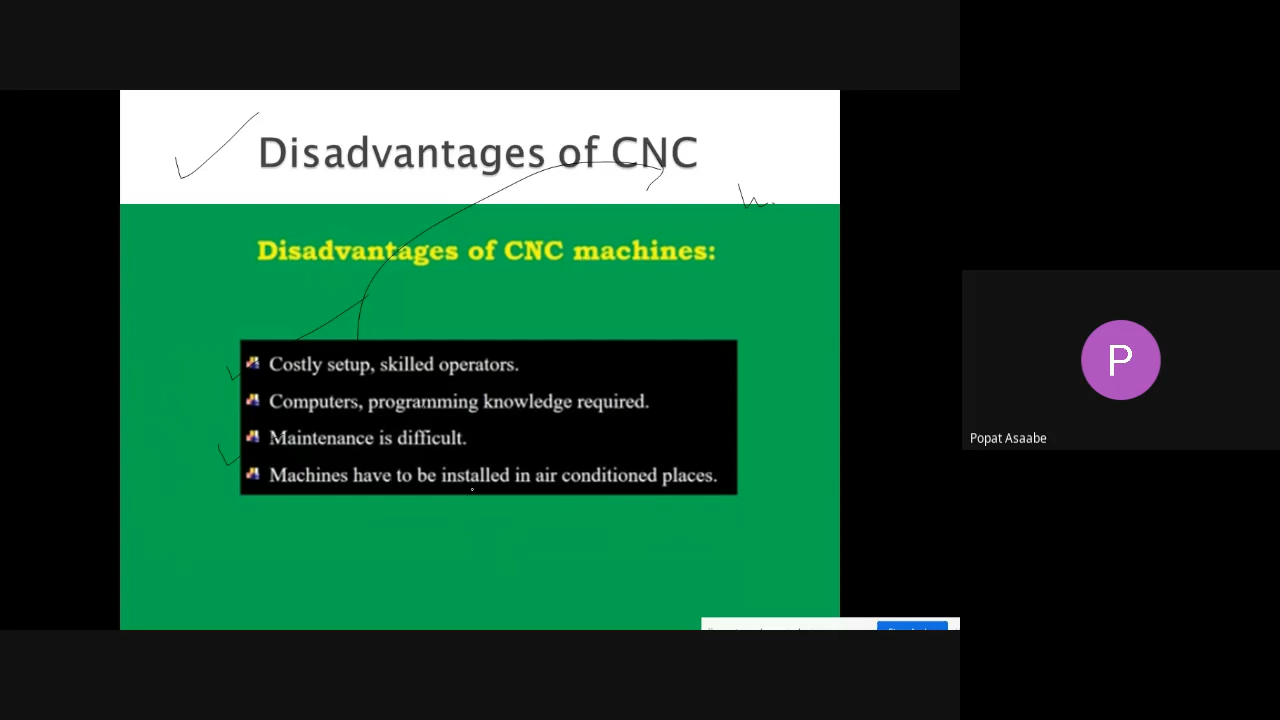 Disadvantages of CNC
Disadvantages of CNC machines:
Costly setup, skilled operators.
Computers, programming knowledge required.
Maintenance is difficult.
Machines have to be installed in air conditioned places.
P
Popat Asaabe